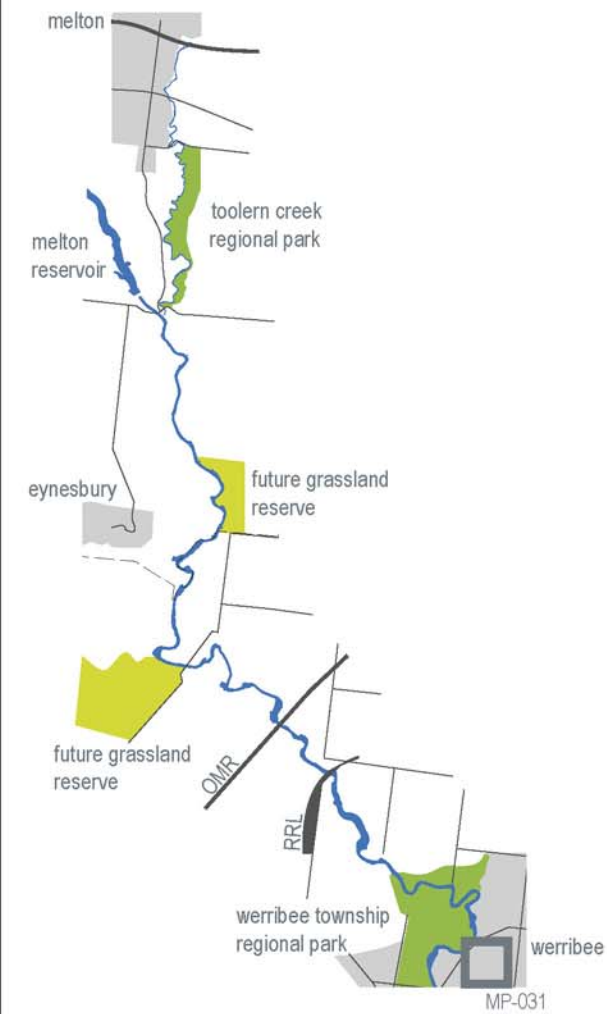 melton
toolern creek
regional park
melton
reservoir
future grassland
reserve
eynesbury
future grassland
reserve
OMR
RRL
werribee township
regional park
werribee
MP-031